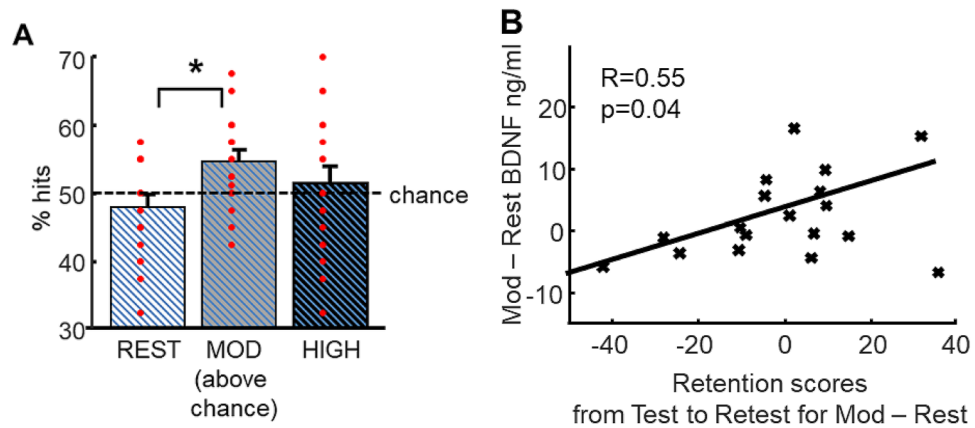 A
70
60
50
40
30
% hits
*
chance
REST
MOD
(above
chance)
HIGH
B
Mod – Rest BDNF ng/ml
R=0.55
p=0.04
20
10
0
-10
-40 -20 0 20 40
Retention scores
from Test to Retest for Mod – Rest